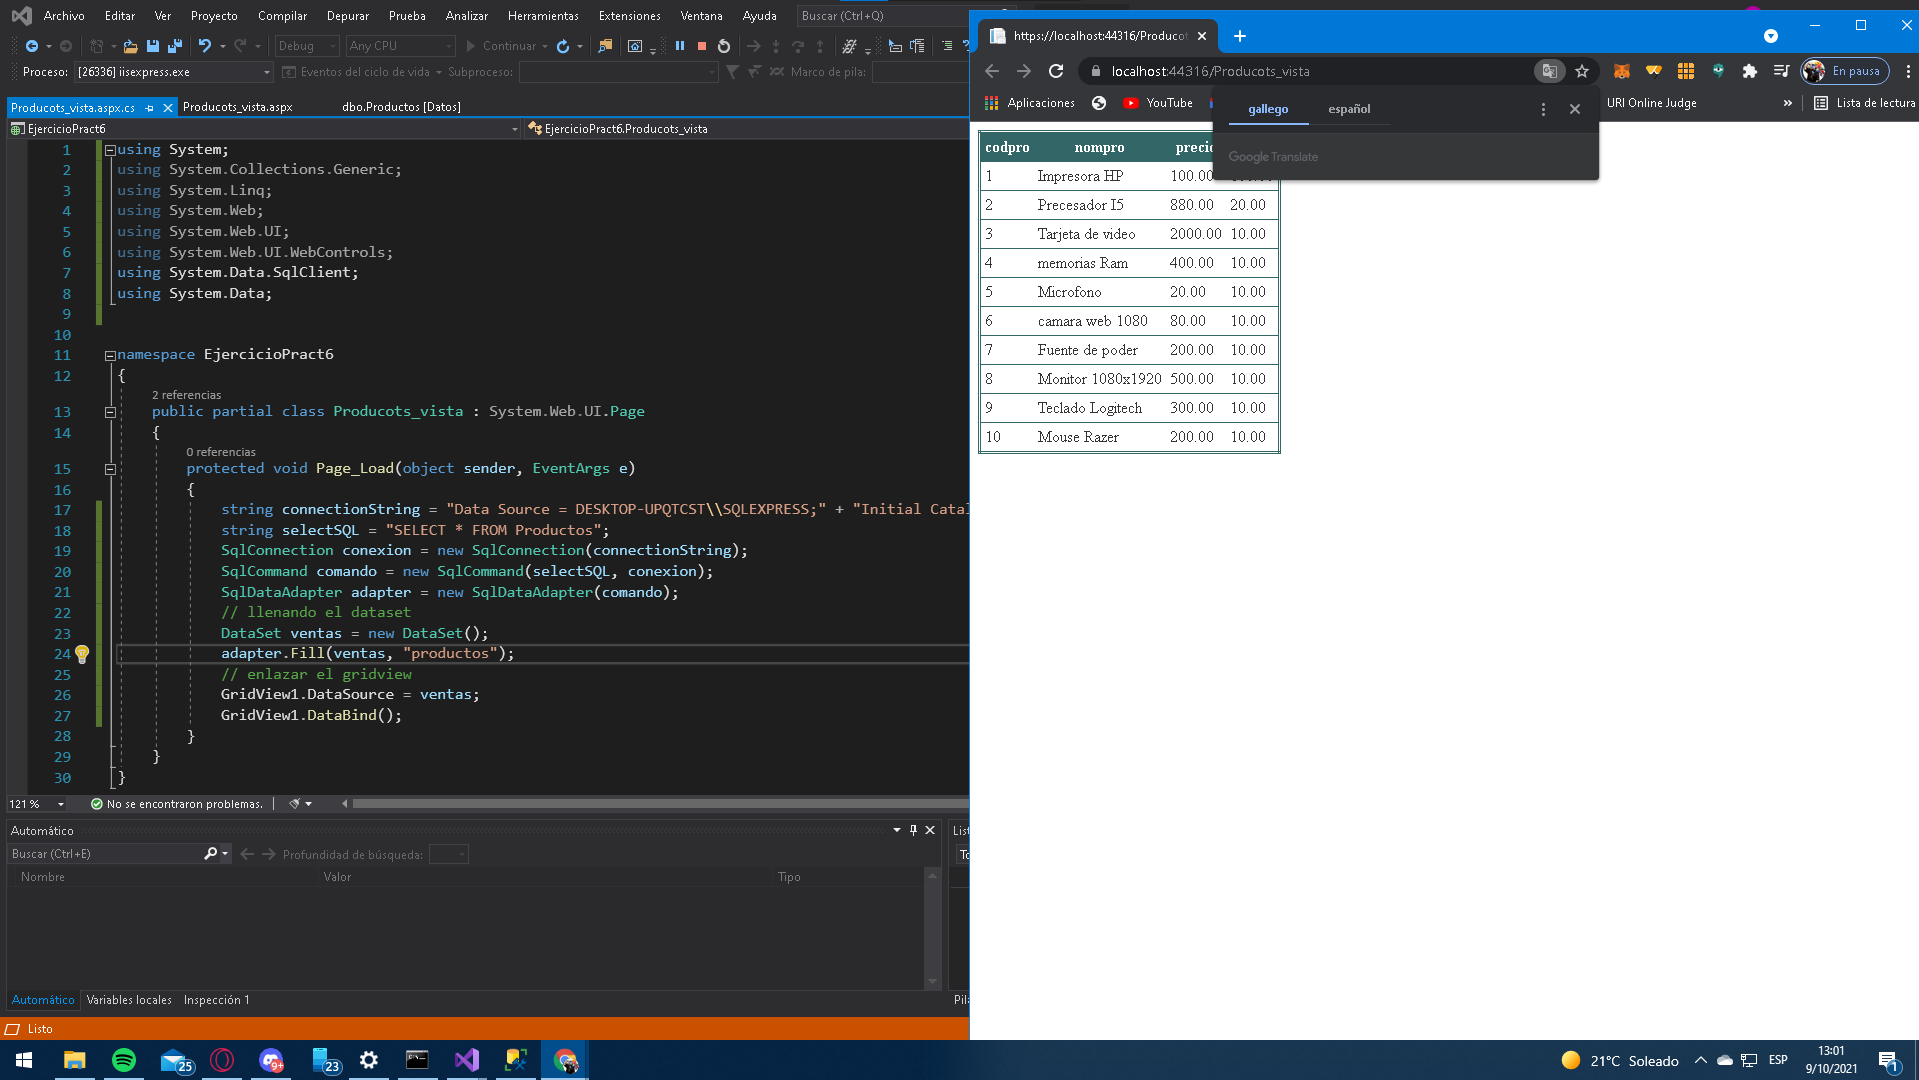 Archivo Editar Ver Proyecto Compilar Depurar Prueba Analizar Herramientas Extensiones Ventana Ayuda Buscar (Ctrl+Q)
Debug Any CPU Continuar
Proceso: [26336] iisexpress.exe Eventos del ciclo de vida Subproceso: Marco de pila:
Producots_vista.aspx.cs Producots_vista.aspx dbo.Productos [Datos]
EjercicioPract6 EjercicioPract6.Producots_vista
1 using System;
2 using System.Collections.Generic;
3 using System.Linq;
4 using System.Web;
5 using System.Web.UI;
6 using System.Web.UI.WebControls;
7 using System.Data.SqlClient;
8 using System.Data;
9
10
11 namespace EjercicioPract6
12 {
2 referencias
13 public partial class Producots_vista : System.Web.UI.Page
14 {
0 referencias
15 protected void Page_Load(object sender, EventArgs e)
16 {
17 string connectionString = "Data Source = DESKTOP-UPQTCST\\SQLEXPRESS;" + "Initial Catal
18 string selectSQL = "SELECT * FROM Productos";
19 SqlConnection conexion = new SqlConnection(connectionString);
20 SqlCommand comando = new SqlCommand(selectSQL, conexion);
21 SqlDataAdapter adapter = new SqlDataAdapter(comando);
22 // llenando el dataset
23 DataSet ventas = new DataSet();
24 adapter.Fill(ventas, "productos");
25 // enlazar el gridview
26 GridView1.DataSource = ventas;
27 GridView1.DataBind();
28 }
29 }
30 }
121 % No se encontraron problemas.
Automático
Buscar (Ctrl+E) Profundidad de búsqueda:
Nombre Valor Tipo
Automático Variables locales Inspección 1
Listo
https://localhost:44316/Producot
localhost:44316/Producots_vista En pausa
Aplicaciones YouTube URI Online Judge » Lista de lectura
gallego español
Google Translate
codpro nompro precio
1 Impresora HP 100.00
2 Precesador I5 880.00 20.00
3 Tarjeta de video 2000.00 10.00
4 memorias Ram 400.00 10.00
5 Microfono 20.00 10.00
6 camara web 1080 80.00 10.00
7 Fuente de poder 200.00 10.00
8 Monitor 1080x1920 500.00 10.00
9 Teclado Logitech 300.00 10.00
10 Mouse Razer 200.00 10.00
25 9+ 23 21°C Soleado ESP 13:01
9/10/2021 1